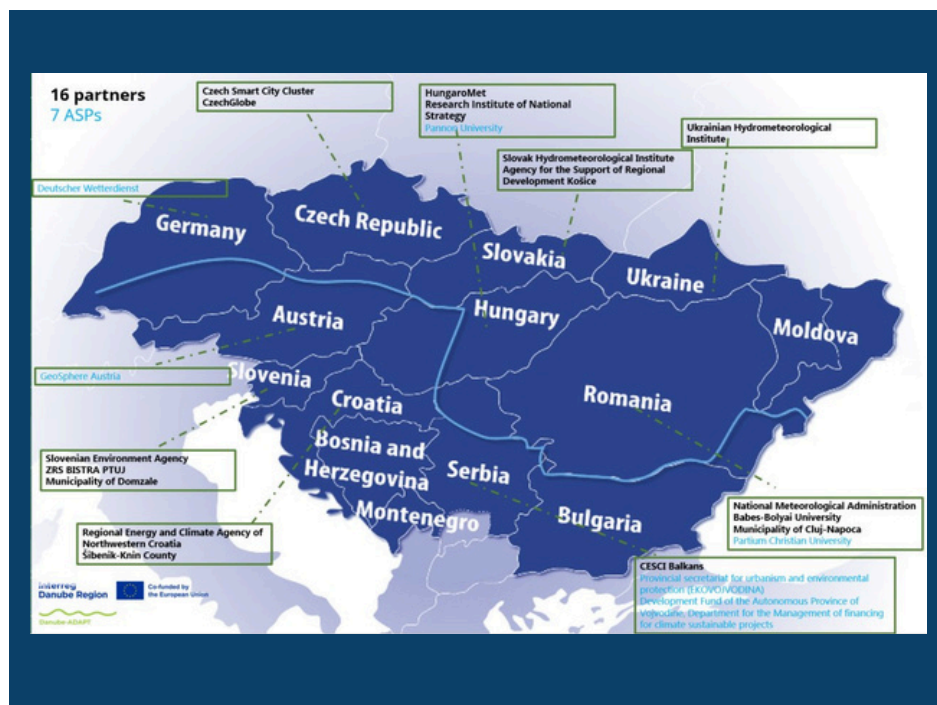 16 partners
7 ASPs
Czech Smart City Cluster
CzechGlobe
HungaroMet
Research Institute of National
Strategy
Pannon University
Ukrainian Hydrometeorological
Institute
Slovak Hydrometeorological Institute
Agency for the Support of Regional
Development Košice
Deutscher Wetterdienst
Germany
Czech Republic
Slovakia
Ukraine
Hungary
Moldova
Austria
GeoSphere Austria
Slovenia
Croatia
Romania
Bosnia and
Herzegovina
Serbia
Montenegro
Bulgaria
Slovenian Environment Agency
ZRS BISTRA PTUJ
Municipality of Domzale
Regional Energy and Climate Agency of
Northwestern Croatia
Šibenik-Knin County
National Meteorological Administration
Babes-Bolyai University
Municipality of Cluj-Napoca
Partium Christian University
CESCI Balkans
Provincial secretariat for urbanism and environmental
protection (EKOVOJVODINA)
Development Fund of the Autonomous Province of
Vojvodine, Department for the Management of financing
for climate sustainable projects
Interreg
Danube Region
Co-funded by
the European Union
Danube-ADAPT